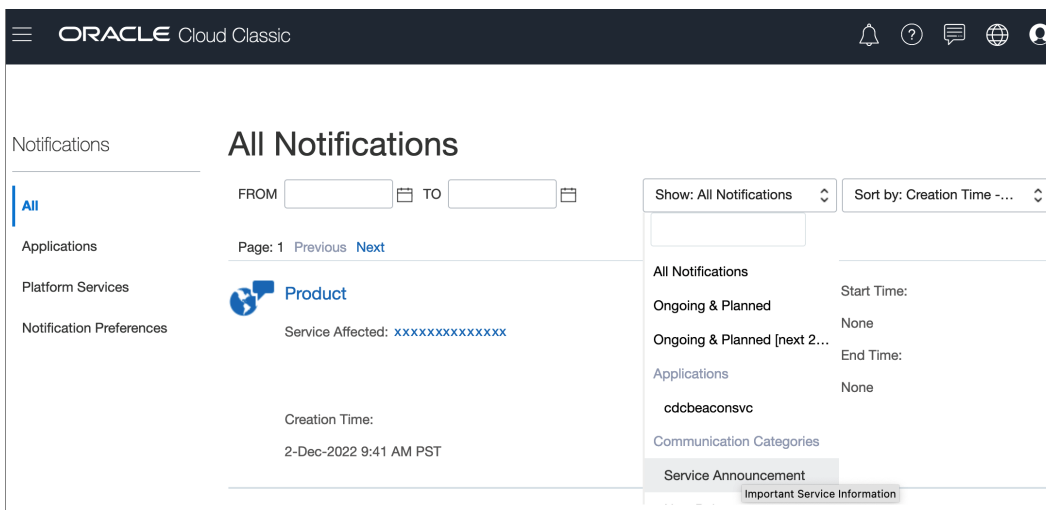 ORACLE Cloud Classic
Notifications
All
Applications
Platform Services
Notification Preferences
All Notifications
FROM TO
Show: All Notifications
Sort by: Creation Time -...
Page: 1 Previous Next
Product
Service Affected: xxxxxxxxxxxxxx
Creation Time:
2-Dec-2022 9:41 AM PST
All Notifications
Ongoing & Planned
Ongoing & Planned [next 2...
Applications
cdcbeaconsvc
Communication Categories
Service Announcement
Important Service Information
Start Time:
None
End Time:
None